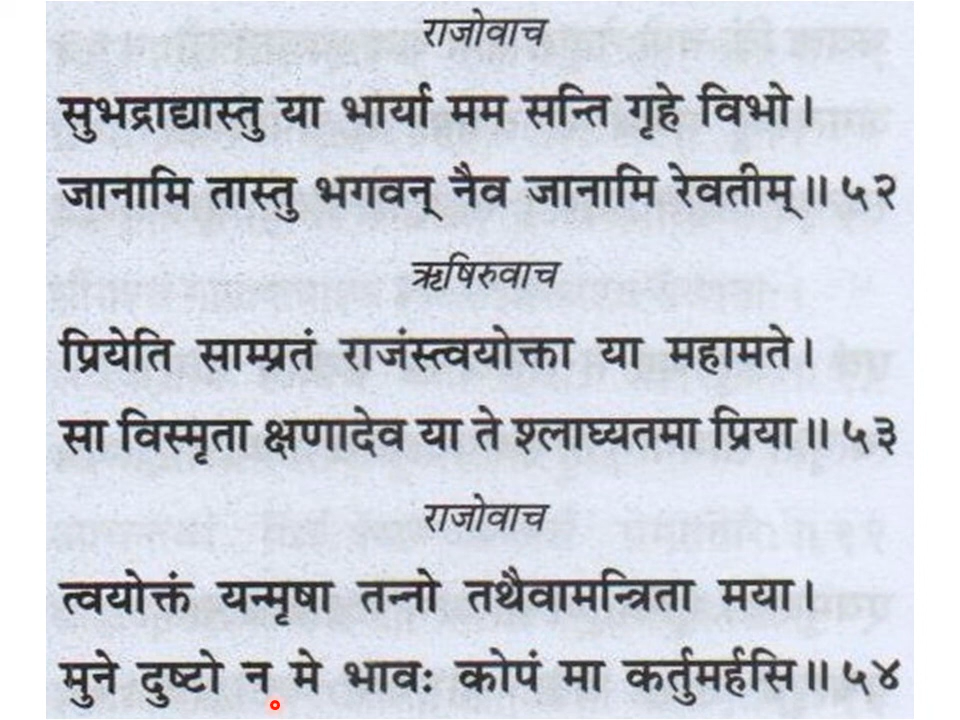 राजोवाच
सुभद्राद्यास्तु या भार्या मम सन्ति गृहे विभो।
जानामि तास्तु भगवन् नैव जानामि रेवतीम्॥ ५२
ऋषिरुवाच
प्रियेति साम्प्रतं राजंस्त्वयोक्ता या महामते।
सा विस्मृता क्षणादेव या ते श्लाघ्यतमा प्रिया॥ ५३
राजोवाच
त्वयोक्तं यन्मृषा तन्नो तथैवामन्त्रिता मया।
मुने दुष्टो न मे भावः कोपं मा कर्तुमर्हसि॥ ५४